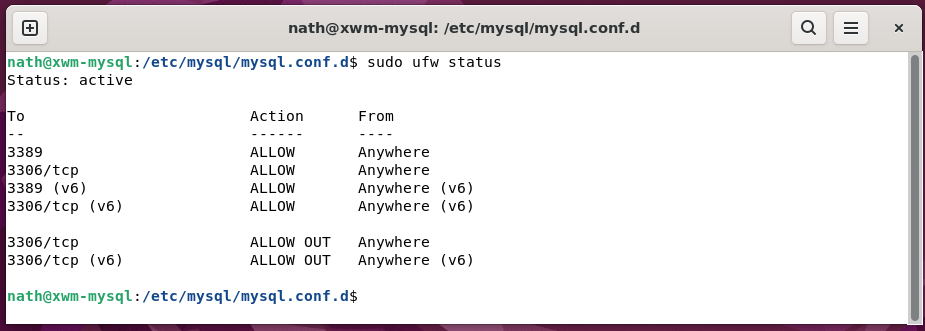 nath@xwm-mysql: /etc/mysql/mysql.conf.d
nath@xwm-mysql:/etc/mysql/mysql.conf.d$ sudo ufw status
Status: active
To                         Action      From
--                         ------      ----
3389                       ALLOW       Anywhere
3306/tcp                   ALLOW       Anywhere
3389 (v6)                  ALLOW       Anywhere (v6)
3306/tcp (v6)              ALLOW       Anywhere (v6)
3306/tcp                   ALLOW OUT   Anywhere
3306/tcp (v6)              ALLOW OUT   Anywhere (v6)
nath@xwm-mysql:/etc/mysql/mysql.conf.d$